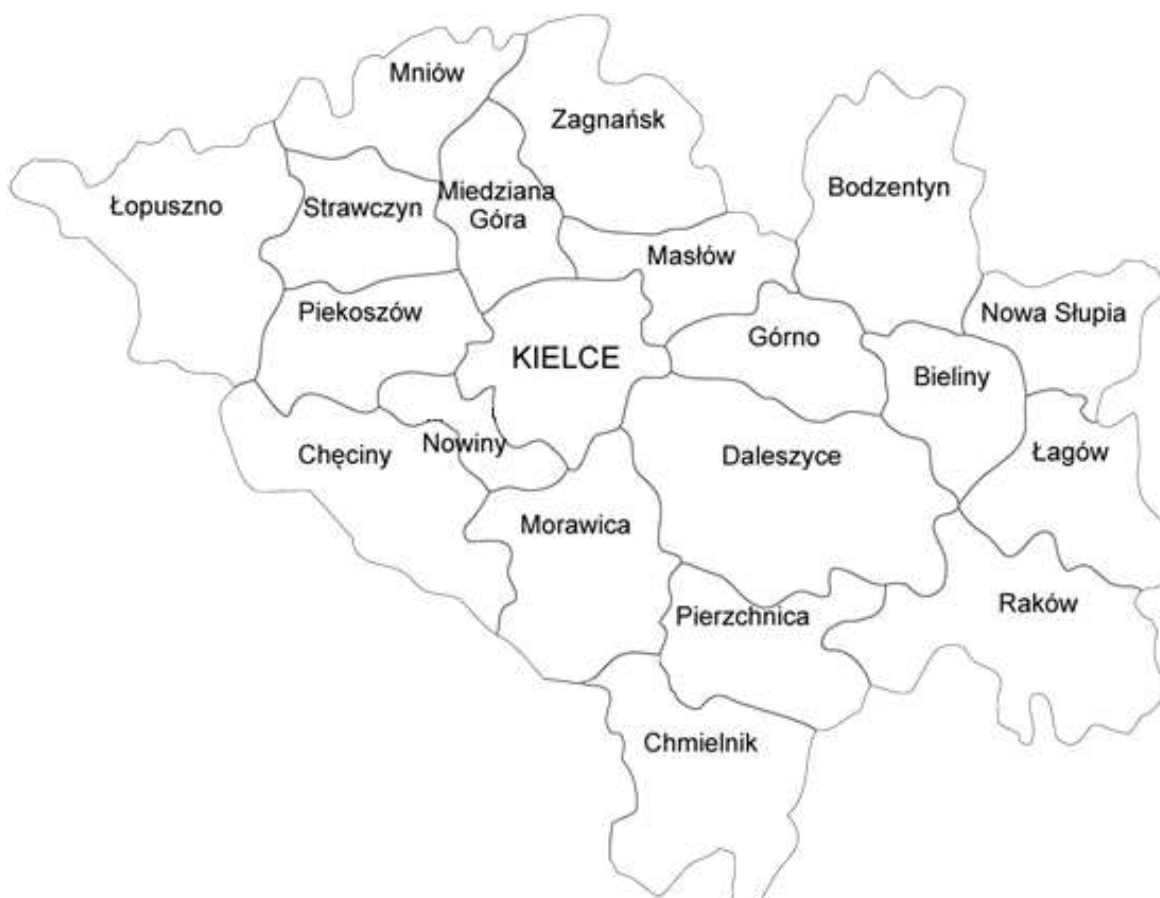 Mniów
Zagnańsk
Bodzentyn
Łopuszno
Strawczyn
Miedziana
Góra
Masłów
Piekoszów
Nowa Słupia
KIELCE
Górno
Bieliny
Chęciny
Nowiny
Daleszyce
Łagów
Morawica
Pierzchnica
Raków
Chmielnik